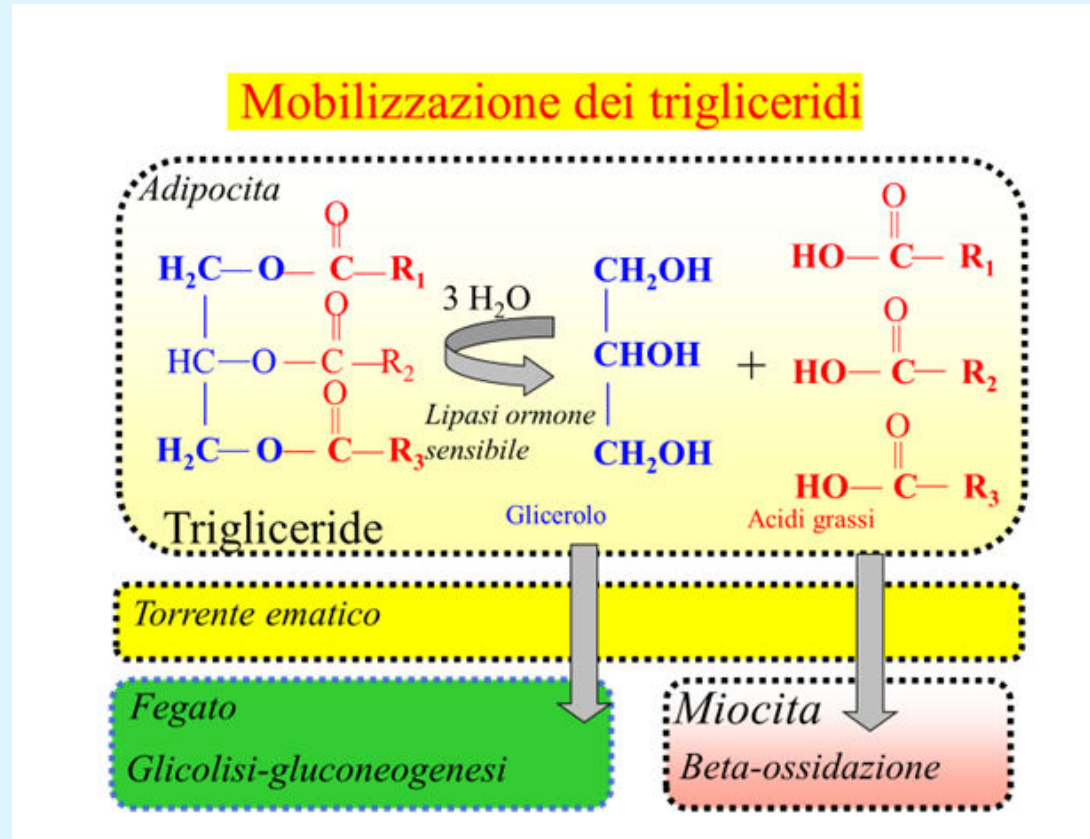 Mobilizzazione dei trigliceridi
Adipocita
O
H₂C—O—C—R₁
O
HC—O—C—R₂
O
H₂C—O—C—R₃
Trigliceride
3 H₂O
Lipasi ormone
sensibile
CH₂OH
CHOH
CH₂OH
Glicerolo
+
O
HO—C—R₁
O
HO—C—R₂
O
HO—C—R₃
Acidi grassi
Torrente ematico
Fegato
Glicolisi-gluconeogenesi
Miocita
Beta-ossidazione